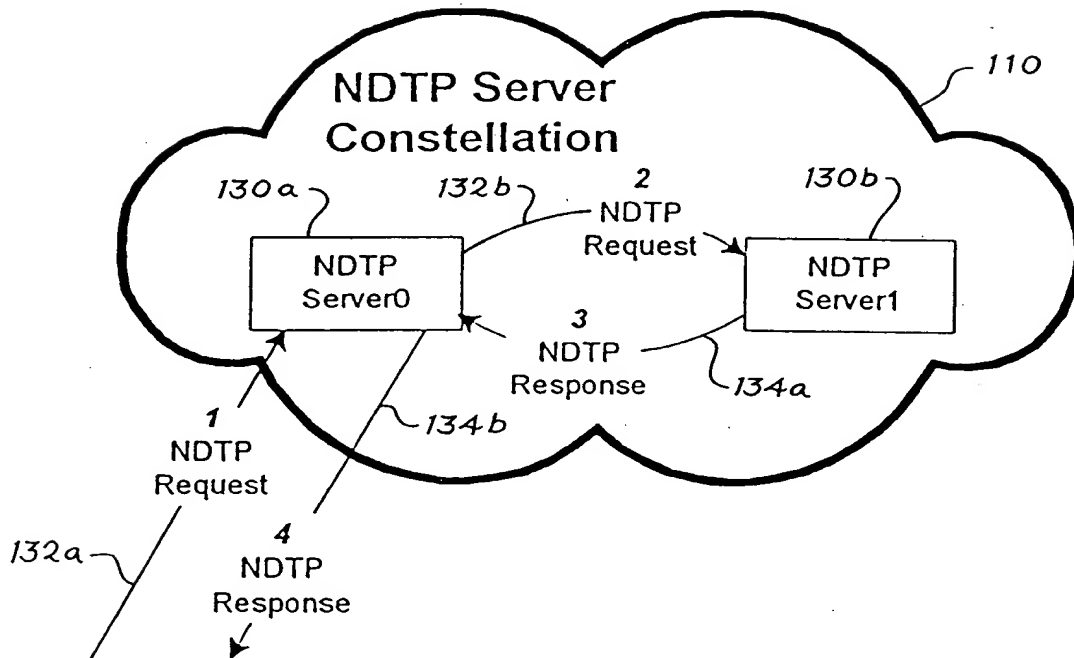 110
NDTP Server
Constellation
130a
132b
2
NDTP
Request
130b
NDTP
Server0
NDTP
Server1
3
NDTP
Response
134a
134b
1
NDTP
Request
132a
4
NDTP
Response